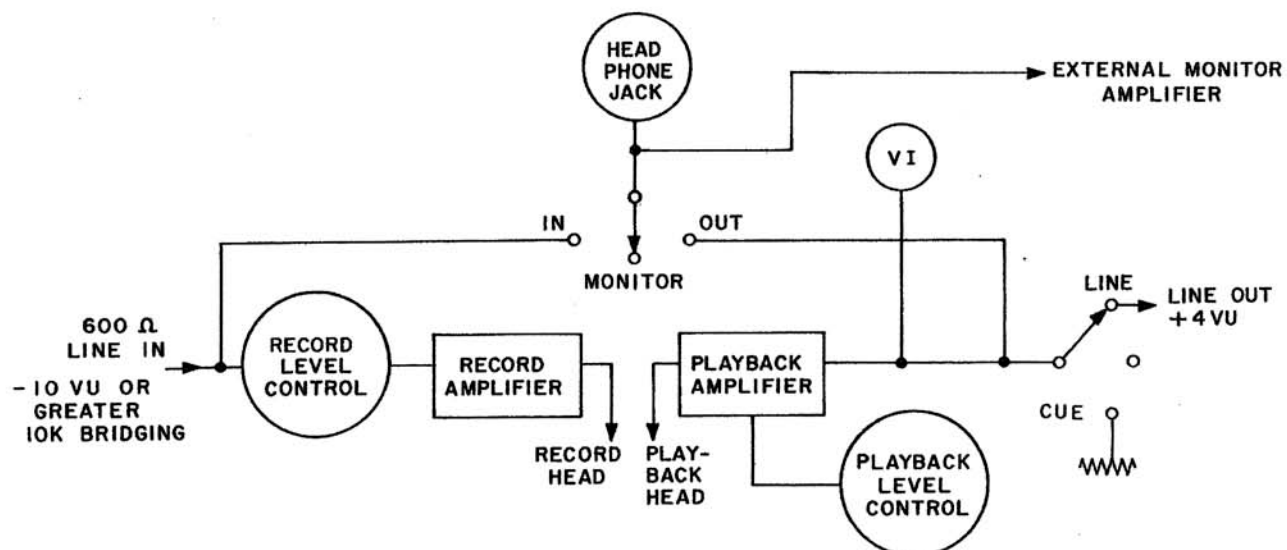 HEAD
PHONE
JACK
EXTERNAL MONITOR
AMPLIFIER
VI
IN
OUT
MONITOR
LINE
LINE OUT
+4 VU
600 Ω
LINE IN
-10 VU OR
GREATER
10K BRIDGING
RECORD
LEVEL
CONTROL
RECORD
AMPLIFIER
PLAYBACK
AMPLIFIER
CUE
RECORD
HEAD
PLAY-
BACK
HEAD
PLAYBACK
LEVEL
CONTROL